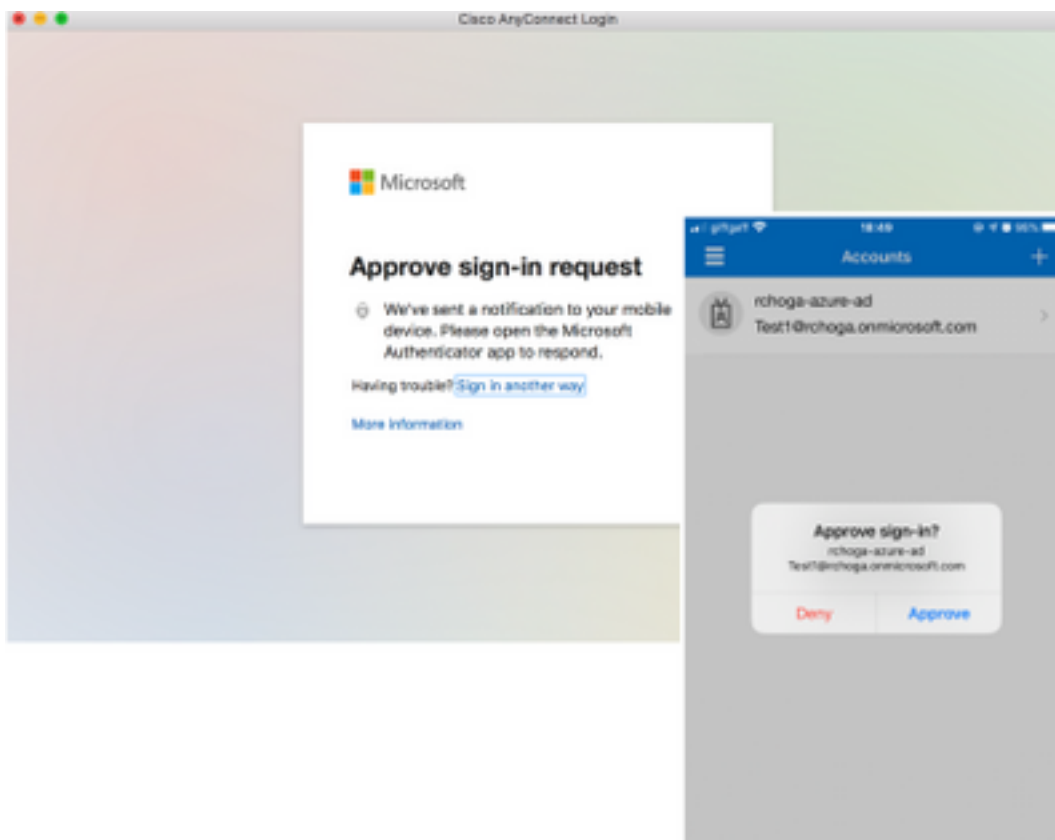 Cisco AnyConnect Login
Microsoft
Approve sign-in request
We've sent a notification to your mobile
device. Please open the Microsoft
Authenticator app to respond.
Having trouble? Sign in another way
More information
giffgaff
18:49
Accounts
+
rchoga-azure-ad
Test1@rchoga.onmicrosoft.com
Approve sign-in?
rchoga-azure-ad
Test1@rchoga.onmicrosoft.com
Deny
Approve